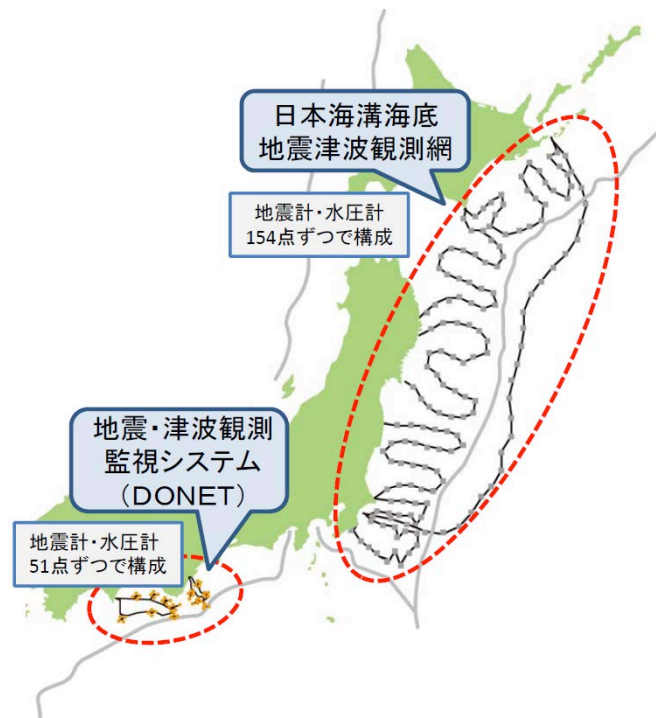 日本海溝海底
地震津波観測網
地震計・水圧計
154点ずつで構成
地震・津波観測
監視システム
（DONET）
地震計・水圧計
51点ずつで構成